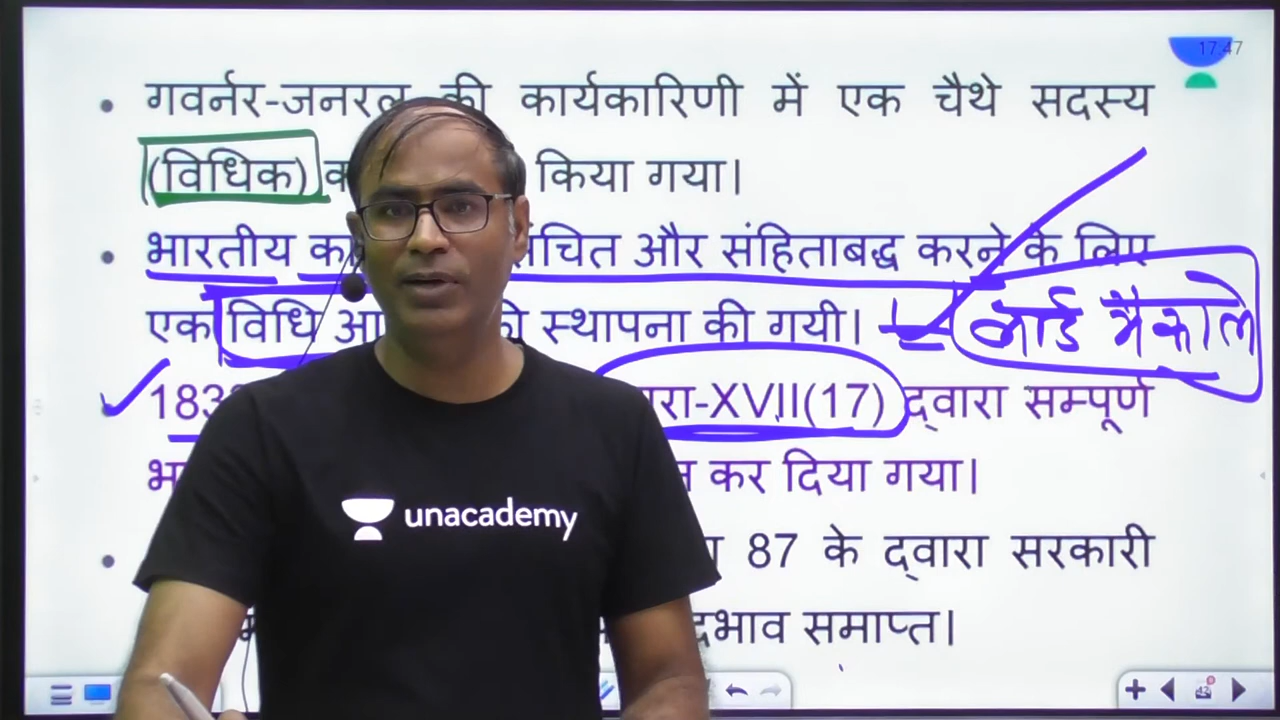 17:47
गवर्नर-जनरल की कार्यकारिणी में एक चैथे सदस्य
(विधिक) किया गया।
भारतीय और संहिताबद्ध करने के लिए
एक विधि की स्थापना की गयी। लार्ड मैकाले
XVII(17) द्वारा सम्पूर्ण
कर दिया गया।
87 के द्वारा सरकारी
समाप्त।
unacademy